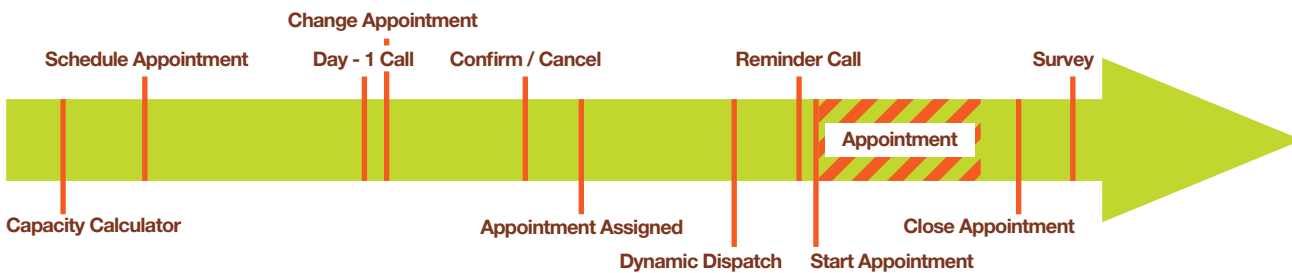 Change Appointment
Schedule Appointment
Day - 1 Call
Confirm / Cancel
Reminder Call
Survey
Appointment
Capacity Calculator
Appointment Assigned
Close Appointment
Dynamic Dispatch
Start Appointment